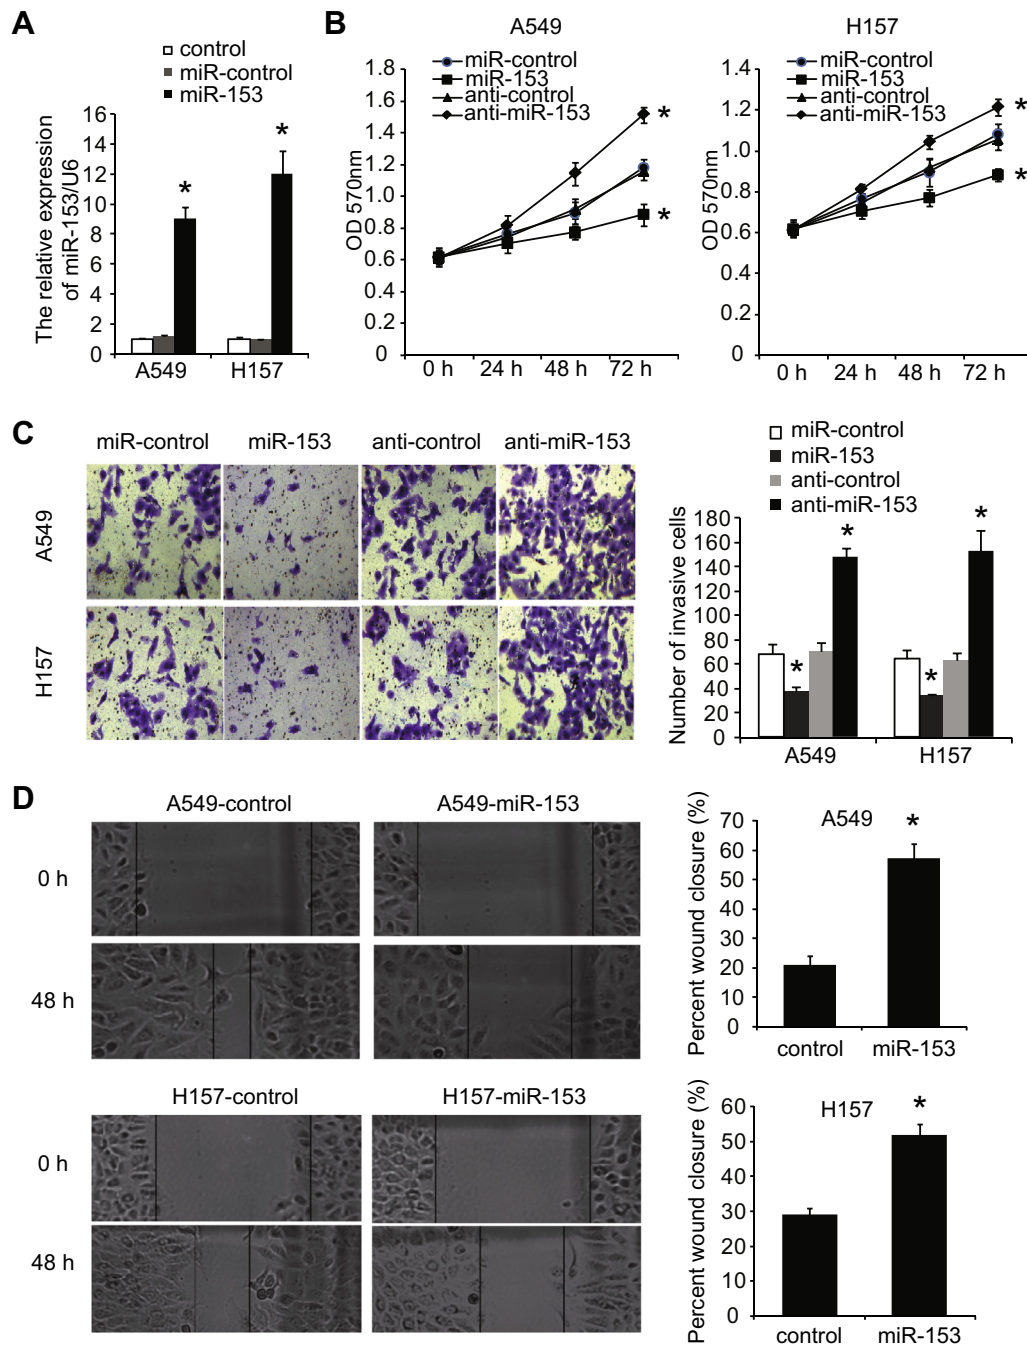 A
control
miR-control
miR-153
The relative expression
of miR-153/U6
16
14
12
10
8
6
4
2
0
*
*
A549
H157
B
A549
miR-control
miR-153
anti-control
anti-miR-153
OD 570nm
1.8
1.6
1.4
1.2
1.0
0.8
0.6
0.4
0.2
0
*
*
0 h
24 h
48 h
72 h
H157
miR-control
miR-153
anti-control
anti-miR-153
OD 570nm
1.4
1.2
1.0
0.8
0.6
0.4
0.2
0
*
*
0 h
24 h
48 h
72 h
C
miR-control
miR-153
anti-control
anti-miR-153
A549
H157
miR-control
miR-153
anti-control
anti-miR-153
Number of invasive cells
180
160
140
120
100
80
60
40
20
0
*
*
*
*
A549
H157
D
A549-control
A549-miR-153
0 h
48 h
Percent wound closure (%)
A549
70
60
50
40
30
20
10
0
*
control
miR-153
H157-control
H157-miR-153
0 h
48 h
Percent wound closure (%)
H157
60
50
40
30
20
10
0
*
control
miR-153